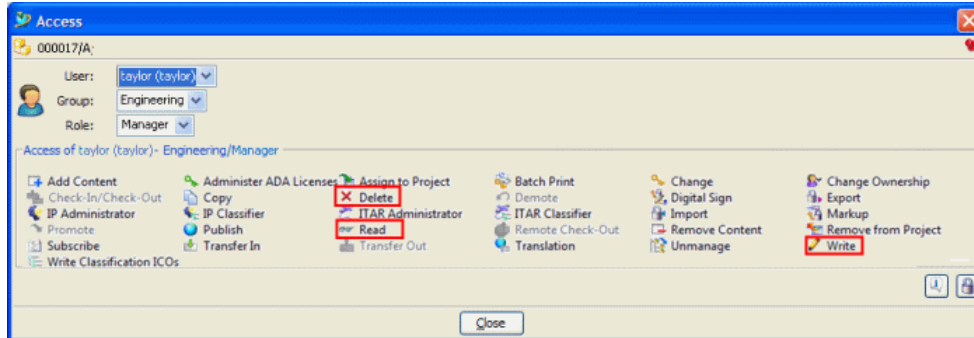 Access
000017/A;
User: taylor (taylor)
Group: Engineering
Role: Manager
Access of taylor (taylor)- Engineering/Manager
Add Content Administer ADA Licenses Assign to Project Batch Print Change Change Ownership
Check-In/Check-Out Copy Delete Demote Digital Sign Export
IP Administrator IP Classifier ITAR Administrator ITAR Classifier Import Markup
Promote Publish Read Remote Check-Out Remove Content Remove from Project
Subscribe Transfer In Transfer Out Translation Unmanage Write
Write Classification ICOs
Close